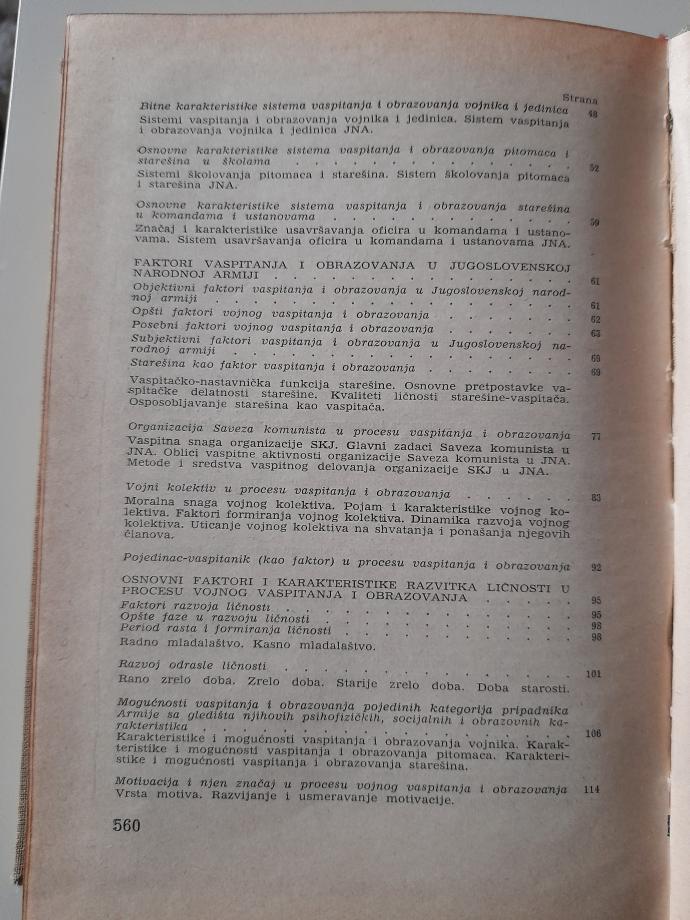 Strana
Bitne karakteristike sistema vaspitanja i obrazovanja vojnika i jedinica 48
Sistemi vaspitanja i obrazovanja vojnika i jedinica. Sistem vaspitanja
i obrazovanja vojnika i jedinica JNA.
Osnovne karakteristike sistema vaspitanja i obrazovanja pitomaca i
starešina u školama . . . . . . . . . . . . 52
Sistemi školovanja pitomaca i starešina. Sistem školovanja pitomaca
i starešina JNA.
Osnovne karakteristike sistema vaspitanja i obrazovanja starešina
u komandama i ustanovama . . . . . . . . . . 59
Značaj i karakteristike usavršavanja oficira u komandama i ustano-
vama. Sistem usavršavanja oficira u komandama i ustanovama JNA.
FAKTORI VASPITANJA I OBRAZOVANJA U JUGOSLOVENSKOJ
NARODNOJ ARMIJI . . . . . . . . . . . . . 61
Objektivni faktori vaspitanja i obrazovanja u Jugoslovenskoj narod-
noj armiji . . . . . . . . . . . . . . . 61
Opšti faktori vojnog vaspitanja i obrazovanja . . . . . . 62
Posebni faktori vojnog vaspitanja i obrazovanja . . . . . . 63
Subjektivni faktori vaspitanja i obrazovanja u Jugoslovenskoj na-
rodnoj armiji . . . . . . . . . . . . . . 68
Starešina kao faktor vaspitanja i obrazovanja . . . . . . . 69
Vaspitačko-nastavnička funkcija starešine. Osnovne pretpostavke va-
spitačke delatnosti starešine. Kvaliteti ličnosti starešine-vaspitača.
Osposobljavanje starešina kao vaspitača.
Organizacija Saveza komunista u procesu vaspitanja i obrazovanja 77
Vaspitna snaga organizacije SKJ. Glavni zadaci Saveza komunista u
JNA. Oblici vaspitne aktivnosti organizacije Saveza komunista u JNA.
Metode i sredstva vaspitnog delovanja organizacije SKJ u JNA.
Vojni kolektiv u procesu vaspitanja i obrazovanja . . . . . . 83
Moralna snaga vojnog kolektiva. Pojam i karakteristike vojnog ko-
lektiva. Faktori formiranja vojnog kolektiva. Dinamika razvoja vojnog
kolektiva. Uticanje vojnog kolektiva na shvatanja i ponašanja njegovih
članova.
Pojedinac-vaspitanik (kao faktor) u procesu vaspitanja i obrazovanja 92
OSNOVNI FAKTORI I KARAKTERISTIKE RAZVITKA LIČNOSTI U
PROCESU VOJNOG VASPITANJA I OBRAZOVANJA . . . . . 95
Faktori razvoja ličnosti . . . . . . . . . . . . 95
Opšte faze u razvoju ličnosti . . . . . . . . . . . 98
Period rasta i formiranja ličnosti . . . . . . . . . . 98
Radno mladalaštvo. Kasno mladalaštvo.
Razvoj odrasle ličnosti . . . . . . . . . . . . 101
Rano zrelo doba. Zrelo doba. Starije zrelo doba. Doba starosti.
Mogućnosti vaspitanja i obrazovanja pojedinih kategorija pripadnika
Armije sa gledišta njihovih psihofizičkih, socijalnih i obrazovnih ka-
rakteristika . . . . . . . . . . . . . . . 106
Karakteristike i mogućnosti vaspitanja i obrazovanja vojnika. Karak-
teristike i mogućnosti vaspitanja i obrazovanja pitomaca. Karakteri-
stike i mogućnosti vaspitanja i obrazovanja starešina.
Motivacija i njen značaj u procesu vojnog vaspitanja i obrazovanja 114
Vrsta motiva. Razvijanje i usmeravanje motivacije.
560